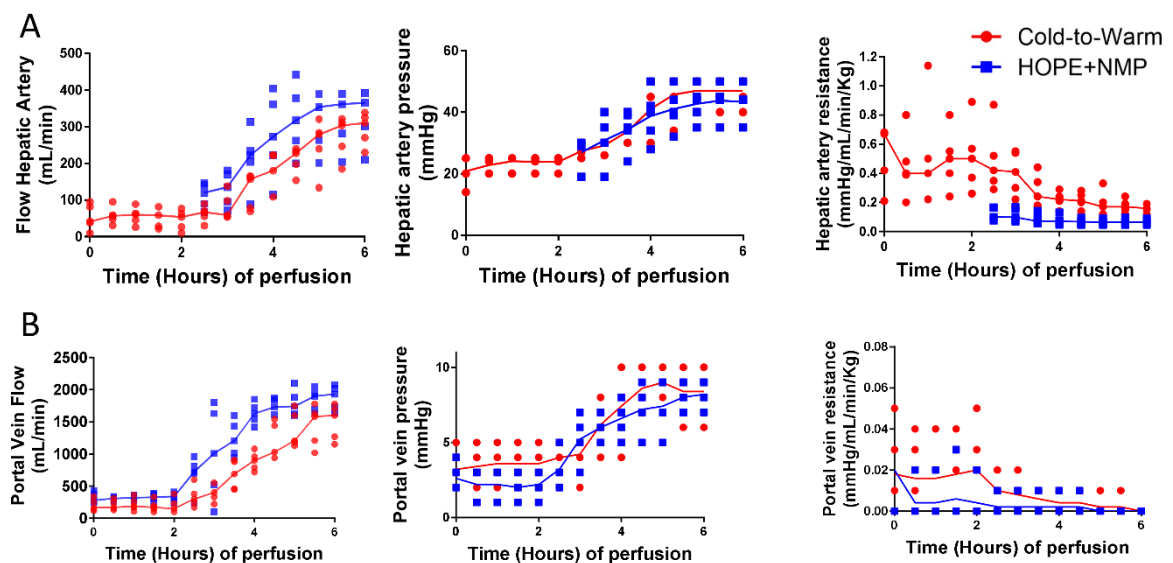 A
Flow Hepatic Artery
(mL/min)
500
400
300
200
100
0
0
2
4
6
Time (Hours) of perfusion
Hepatic artery pressure
(mmHg)
60
40
20
0
0
2
4
6
Time (Hours) of perfusion
Hepatic artery resistance
(mmHg/mL/min/Kg)
1.2
1.0
0.8
0.6
0.4
0.2
0.0
0
2
4
6
Time (Hours) of perfusion
Cold-to-Warm
HOPE+NMP
B
Portal Vein Flow
(mL/min)
2500
2000
1500
1000
500
0
0
2
4
6
Time (Hours) of perfusion
Portal vein pressure
(mmHg)
10
5
0
0
2
4
6
Time (Hours) of perfusion
Portal vein resistance
(mmHg/mL/min/Kg)
0.08
0.06
0.04
0.02
0.00
0
2
4
6
Time (Hours) of perfusion